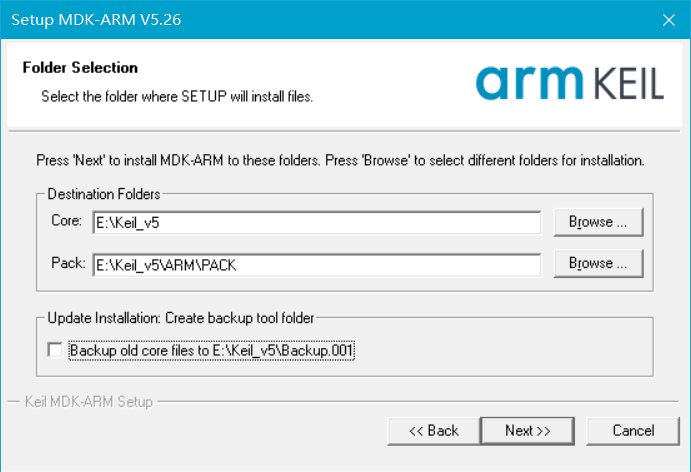 Setup MDK-ARM V5.26
Folder Selection
Select the folder where SETUP will install files.
arm KEIL
Press 'Next' to install MDK-ARM to these folders. Press 'Browse' to select different folders for installation.
Destination Folders
Core: E:\Keil_v5 Browse ...
Pack: E:\Keil_v5\ARM\PACK Browse ...
Update Installation: Create backup tool folder
Backup old core files to E:\Keil_v5\Backup.001
Keil MDK-ARM Setup
<< Back Next >> Cancel